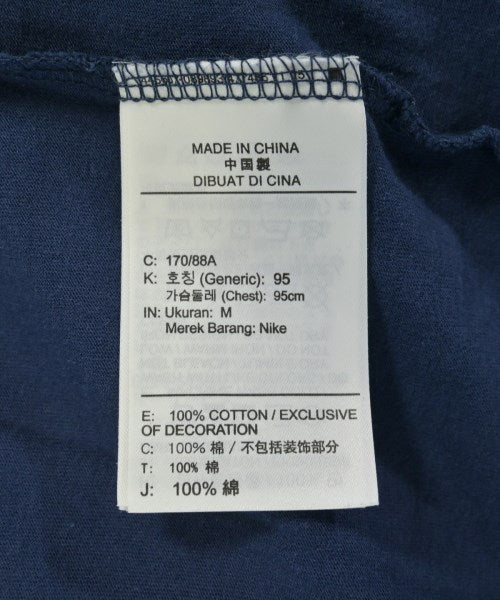 MADE IN CHINA
中国製
DIBUAT DI CINA
C: 170/88A
K: 호칭 (Generic): 95
가슴둘레 (Chest): 95cm
IN: Ukuran: M
Merek Barang: Nike
E: 100% COTTON / EXCLUSIVE
OF DECORATION
C: 100% 棉 / 不包括装饰部分
T: 100% 棉
J: 100% 綿